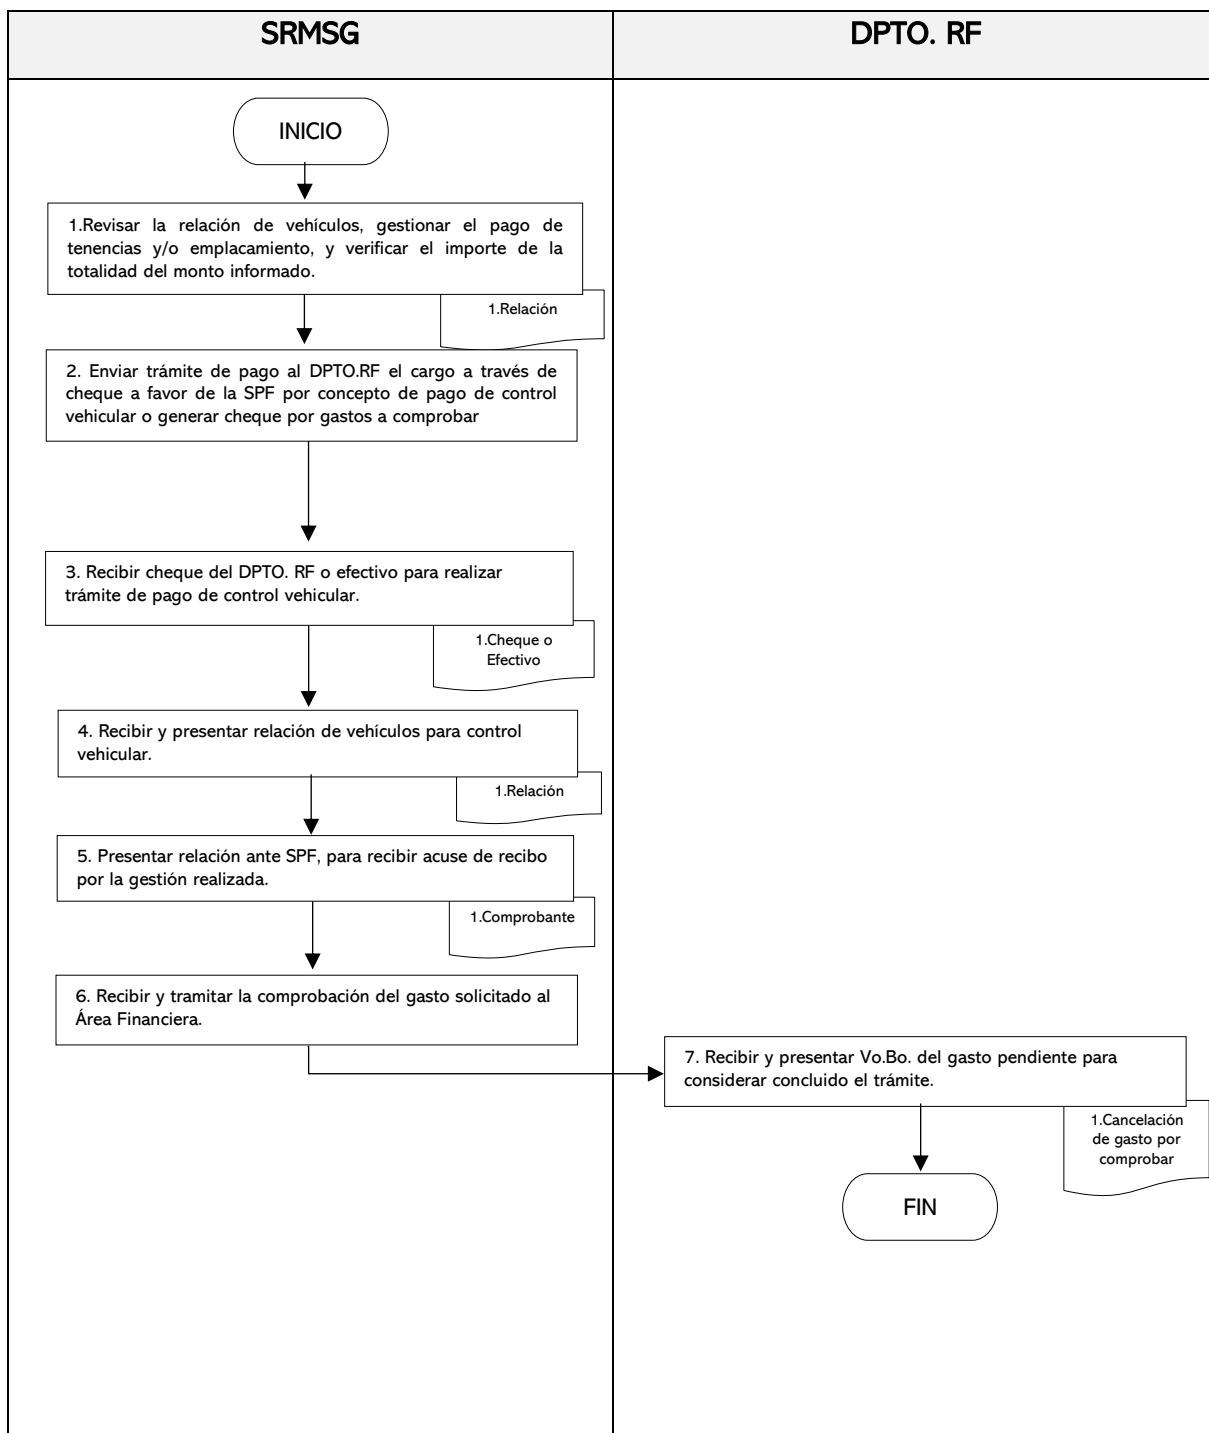 SRMSG
DPTO. RF
INICIO
1.Revisar la relación de vehículos, gestionar el pago de
tenencias y/o emplacamiento, y verificar el importe de la
totalidad del monto informado.
1.Relación
2. Enviar trámite de pago al DPTO.RF el cargo a través de
cheque a favor de la SPF por concepto de pago de control
vehicular o generar cheque por gastos a comprobar
3. Recibir cheque del DPTO. RF o efectivo para realizar
trámite de pago de control vehicular.
1.Cheque o
Efectivo
4. Recibir y presentar relación de vehículos para control
vehicular.
1.Relación
5. Presentar relación ante SPF, para recibir acuse de recibo
por la gestión realizada.
1.Comprobante
6. Recibir y tramitar la comprobación del gasto solicitado al
Área Financiera.
7. Recibir y presentar Vo.Bo. del gasto pendiente para
considerar concluido el trámite.
1.Cancelación
de gasto por
comprobar
FIN